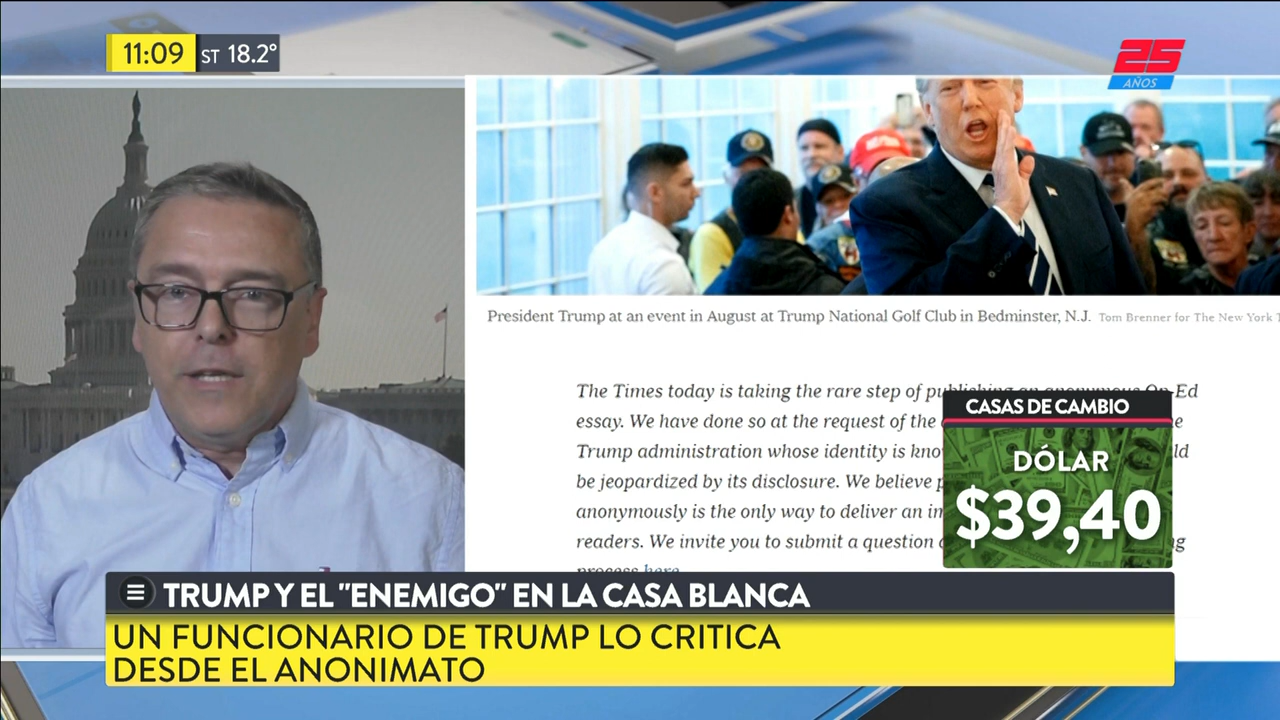 11:09 ST 18.2°
25
AÑOS
President Trump at an event in August at Trump National Golf Club in Bedminster, N.J. Tom Brenner for The New York
The Times today is taking the rare step of publishing an anonymous Op-Ed
essay. We have done so at the request of the
Trump administration whose identity is
be jeopardized by its disclosure. We believe
anonymously is the only way to deliver an
readers. We invite you to submit a question
process here
CASAS DE CAMBIO
DÓLAR
$39,40
TRUMP Y EL "ENEMIGO" EN LA CASA BLANCA
UN FUNCIONARIO DE TRUMP LO CRITICA
DESDE EL ANONIMATO